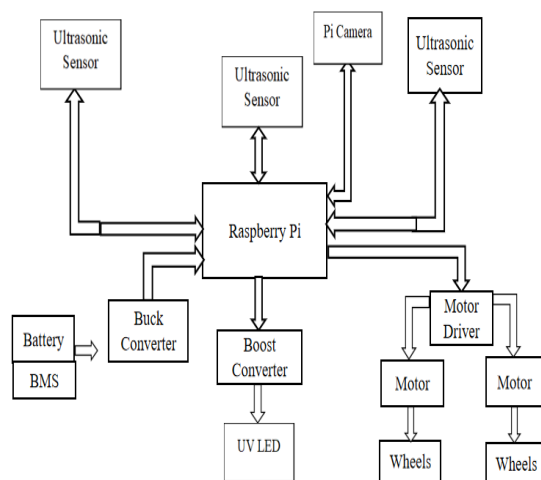 Ultrasonic
Sensor
Ultrasonic
Sensor
Pi Camera
Ultrasonic
Sensor
Raspberry Pi
Battery
BMS
Buck
Converter
Boost
Converter
Motor
Driver
Motor
Motor
UV LED
Wheels
Wheels